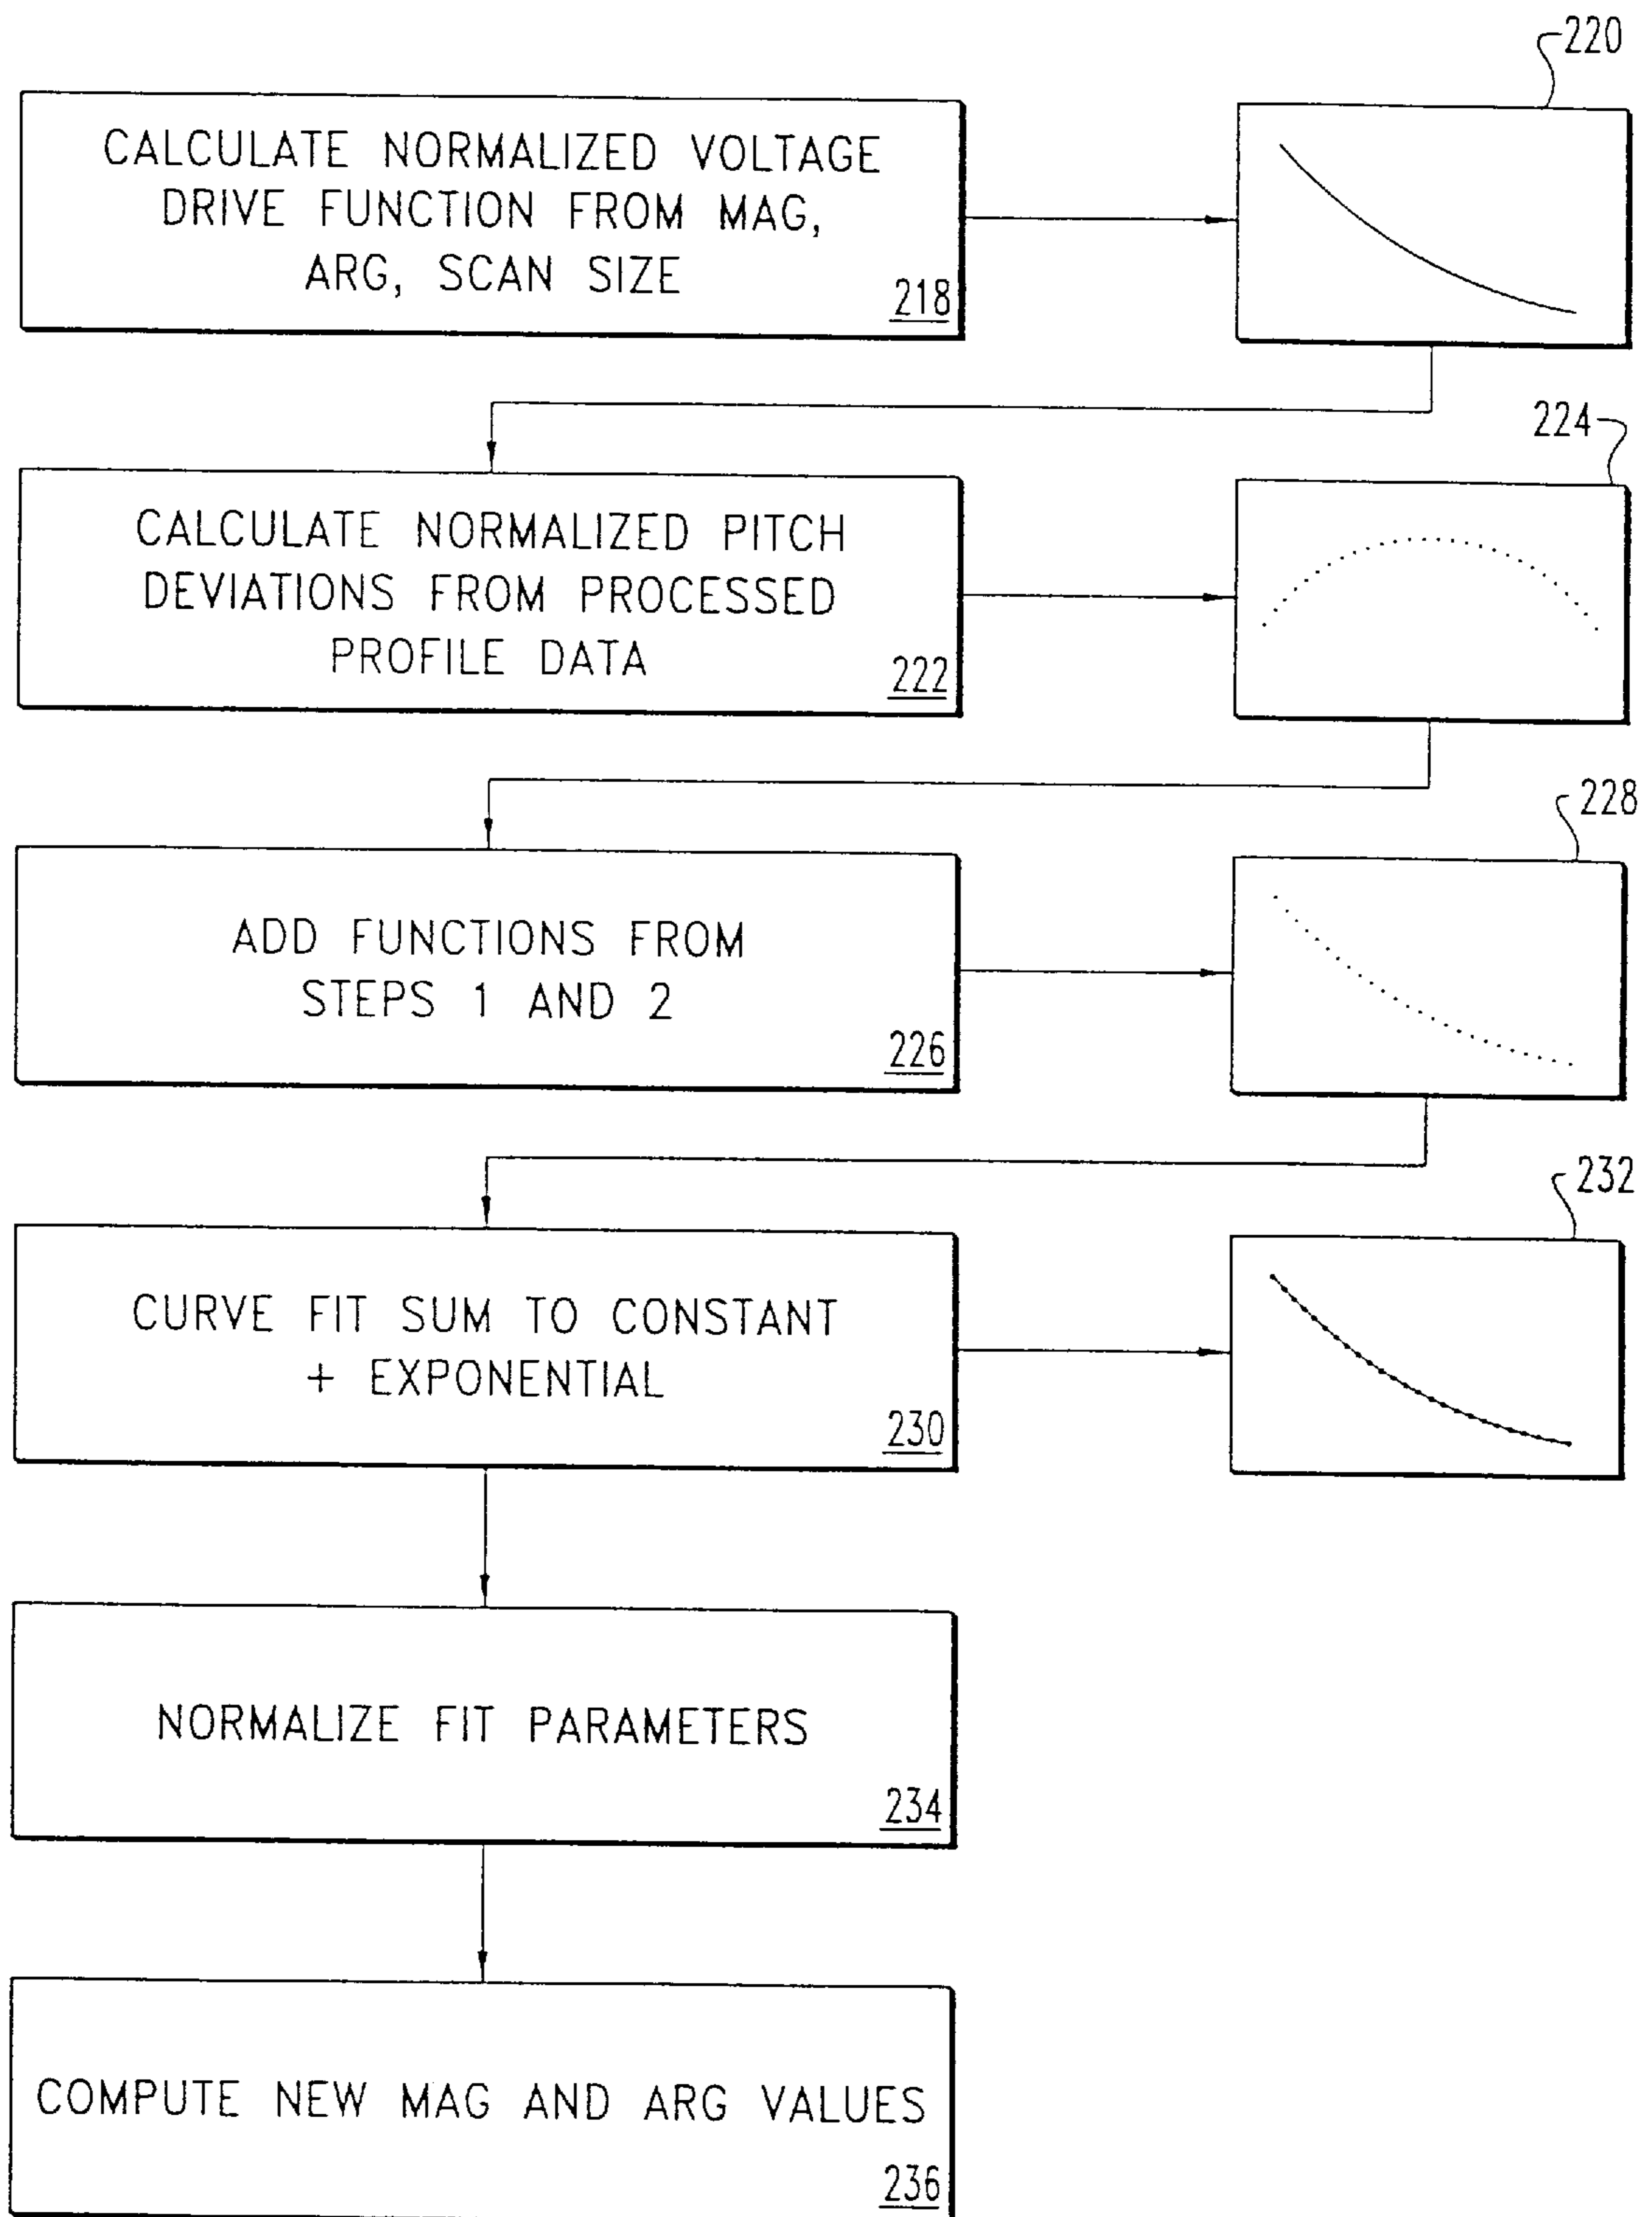 220
CALCULATE NORMALIZED VOLTAGE
DRIVE FUNCTION FROM MAG,
ARG, SCAN SIZE
218
224
CALCULATE NORMALIZED PITCH
DEVIATIONS FROM PROCESSED
PROFILE DATA
222
228
ADD FUNCTIONS FROM
STEPS 1 AND 2
226
232
CURVE FIT SUM TO CONSTANT
+ EXPONENTIAL
230
NORMALIZE FIT PARAMETERS
234
COMPUTE NEW MAG AND ARG VALUES
236